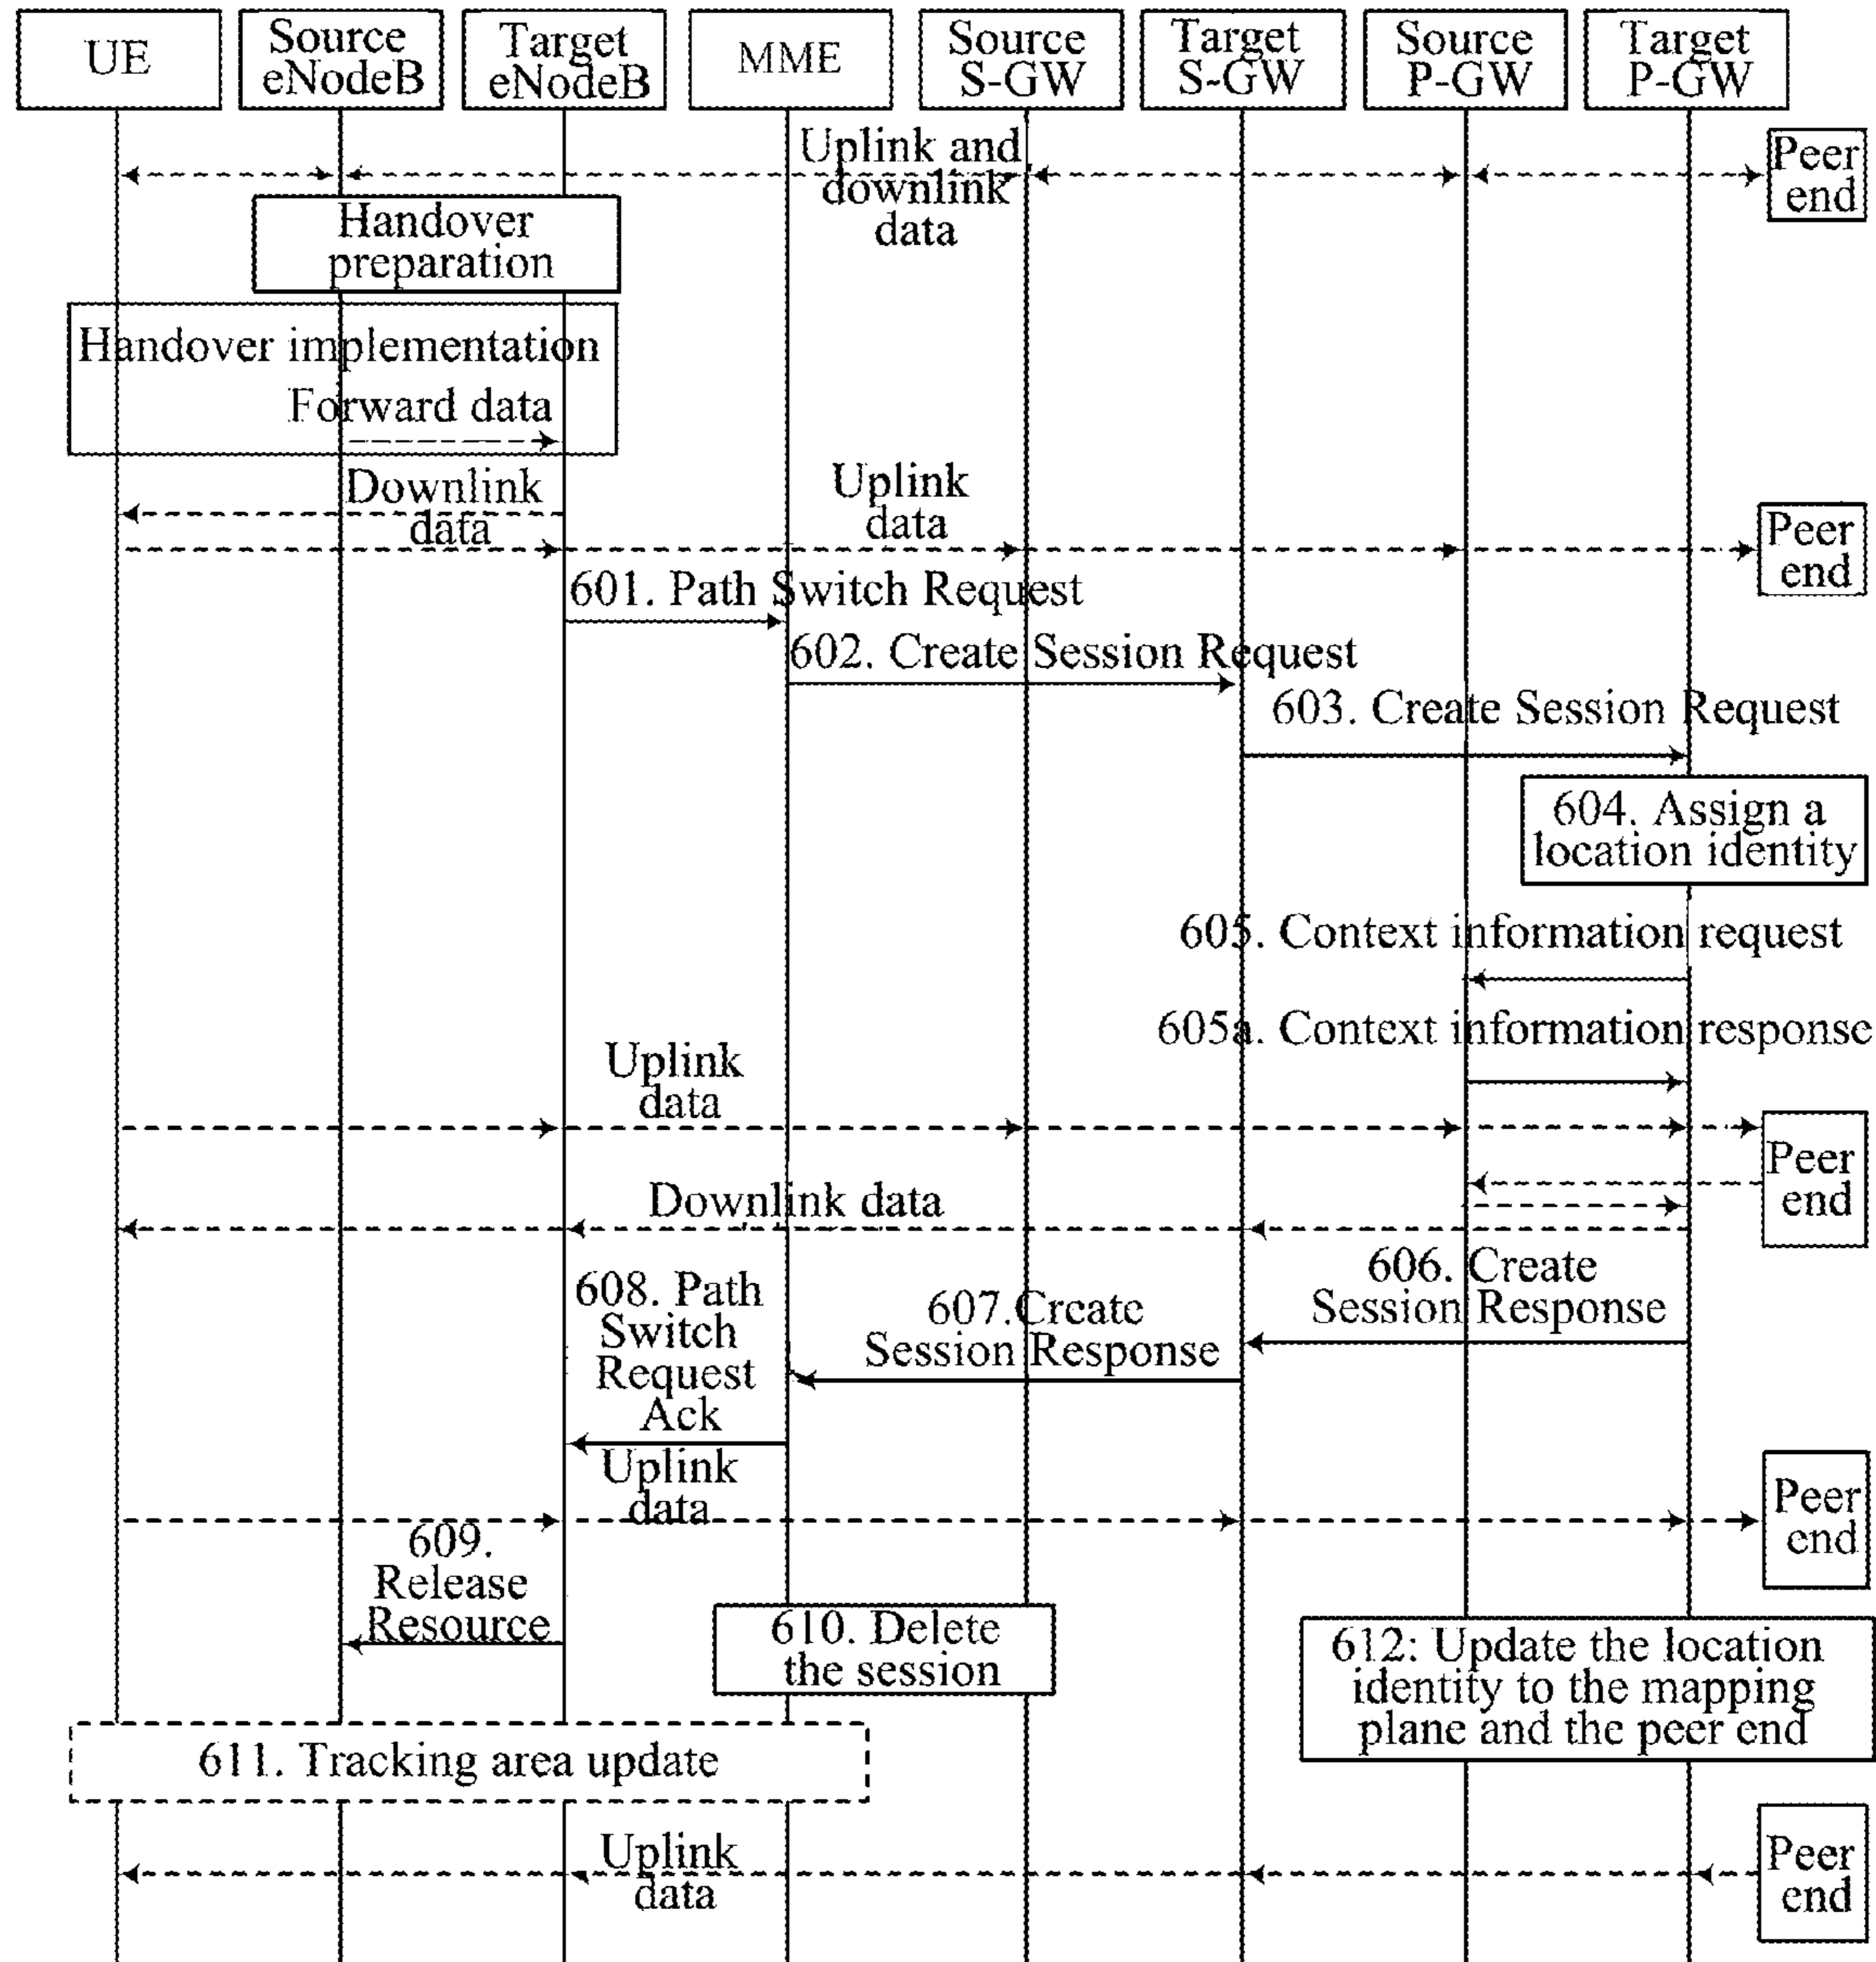 UE
Source
eNodeB
Target
eNodeB
MME
Source
S-GW
Target
S-GW
Source
P-GW
Target
P-GW
Uplink and
downlink
data
Peer
end
Handover
preparation
Handover implementation
Forward data
Downlink
data
Uplink
data
Peer
end
601. Path Switch Request
602. Create Session Request
603. Create Session Request
604. Assign a
location identity
605. Context information request
605a. Context information response
Uplink
data
Peer
end
Downlink data
606. Create
Session Response
607.Create
Session Response
608. Path
Switch
Request
Ack
Uplink
data
Peer
end
609.
Release
Resource
610. Delete
the session
612: Update the location
identity to the mapping
plane and the peer end
611. Tracking area update
Uplink
data
Peer
end